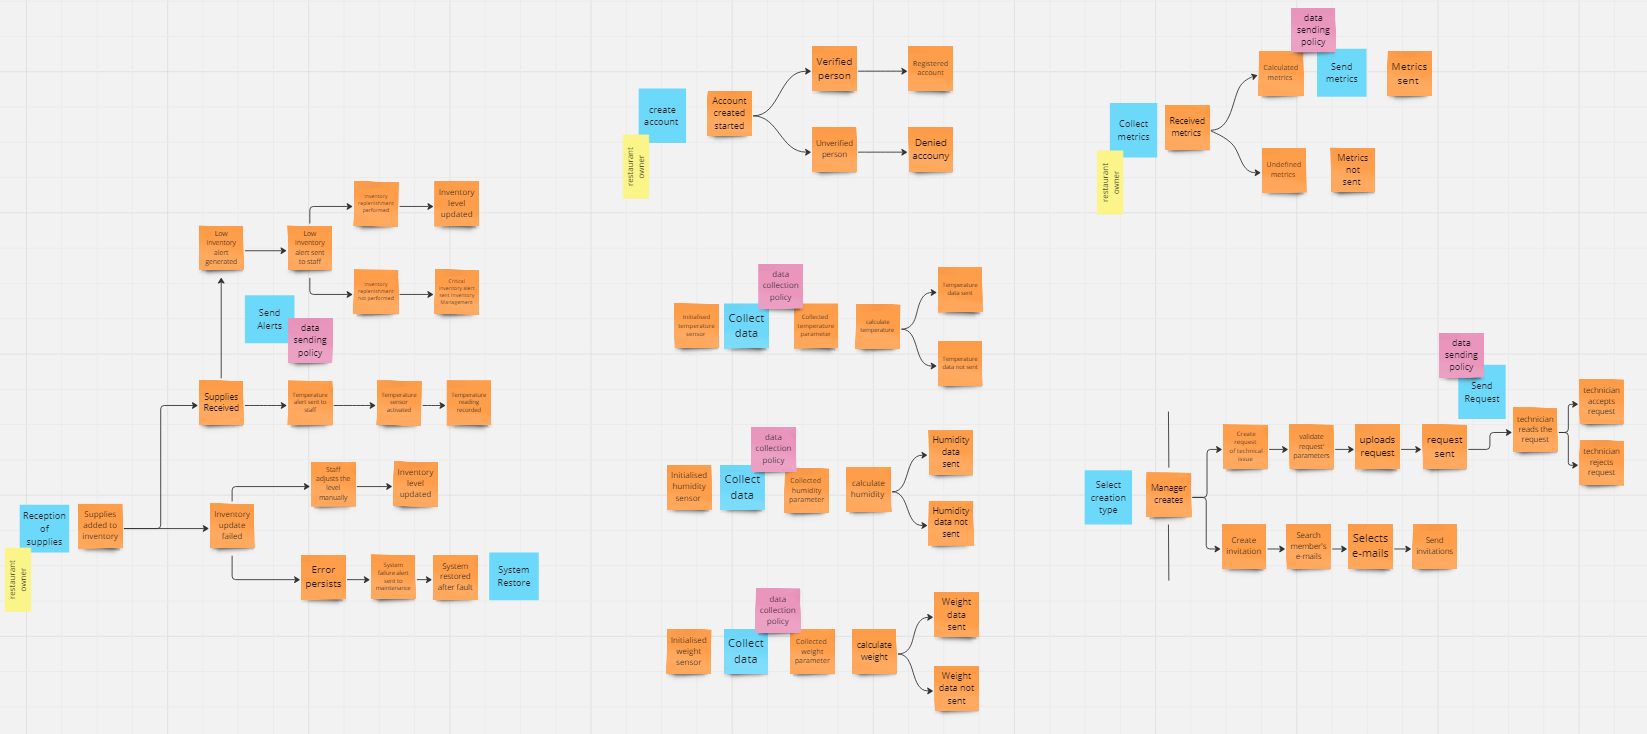 Low
inventory
alert
generated
Low
inventory
alert sent
to staff
Inventory
replenishment
performed
Inventory
level
updated
Inventory
replenishment
not performed
Critical
inventory alert
sent Inventory
Management
Send
Alerts
data
sending
policy
Supplies
Received
Temperature
alert sent to
staff
Temperature
sensor
activated
Temperature
reading
recorded
Reception
of
supplies
restaurant
owner
Supplies
added to
inventory
Inventory
update
failed
Staff
adjusts the
level
manually
Inventory
level
updated
Error
persists
System
failure alert
sent to
maintenance
System
restored
after fault
System
Restore
create
account
restaurant
owner
Account
created
started
Verified
person
Registered
account
Unverified
person
Denied
accouny
Initialised
temperature
sensor
Collect
data
data
collection
policy
Collected
temperature
parameter
calculate
temperature
Temperature
data sent
Temperature
data not sent
Initialised
humidity
sensor
Collect
data
data
collection
policy
Collected
humidity
parameter
calculate
humidity
Humidity
data
sent
Humidity
data not
sent
Initialised
weight
sensor
Collect
data
data
collection
policy
Collected
weight
parameter
calculate
weight
Weight
data
sent
Weight
data not
sent
Collect
metrics
restaurant
owner
Received
metrics
data
sending
policy
Calculated
metrics
Send
metrics
Metrics
sent
Undefined
metrics
Metrics
not
sent
Select
creation
type
Manager
creates
Create
request
of technical
issue
validate
request'
parameters
uploads
request
request
sent
data
sending
policy
Send
Request
technician
reads the
request
technician
accepts
request
technician
rejects
request
Create
invitation
Search
member's
e-mails
Selects
e-mails
Send
invitations